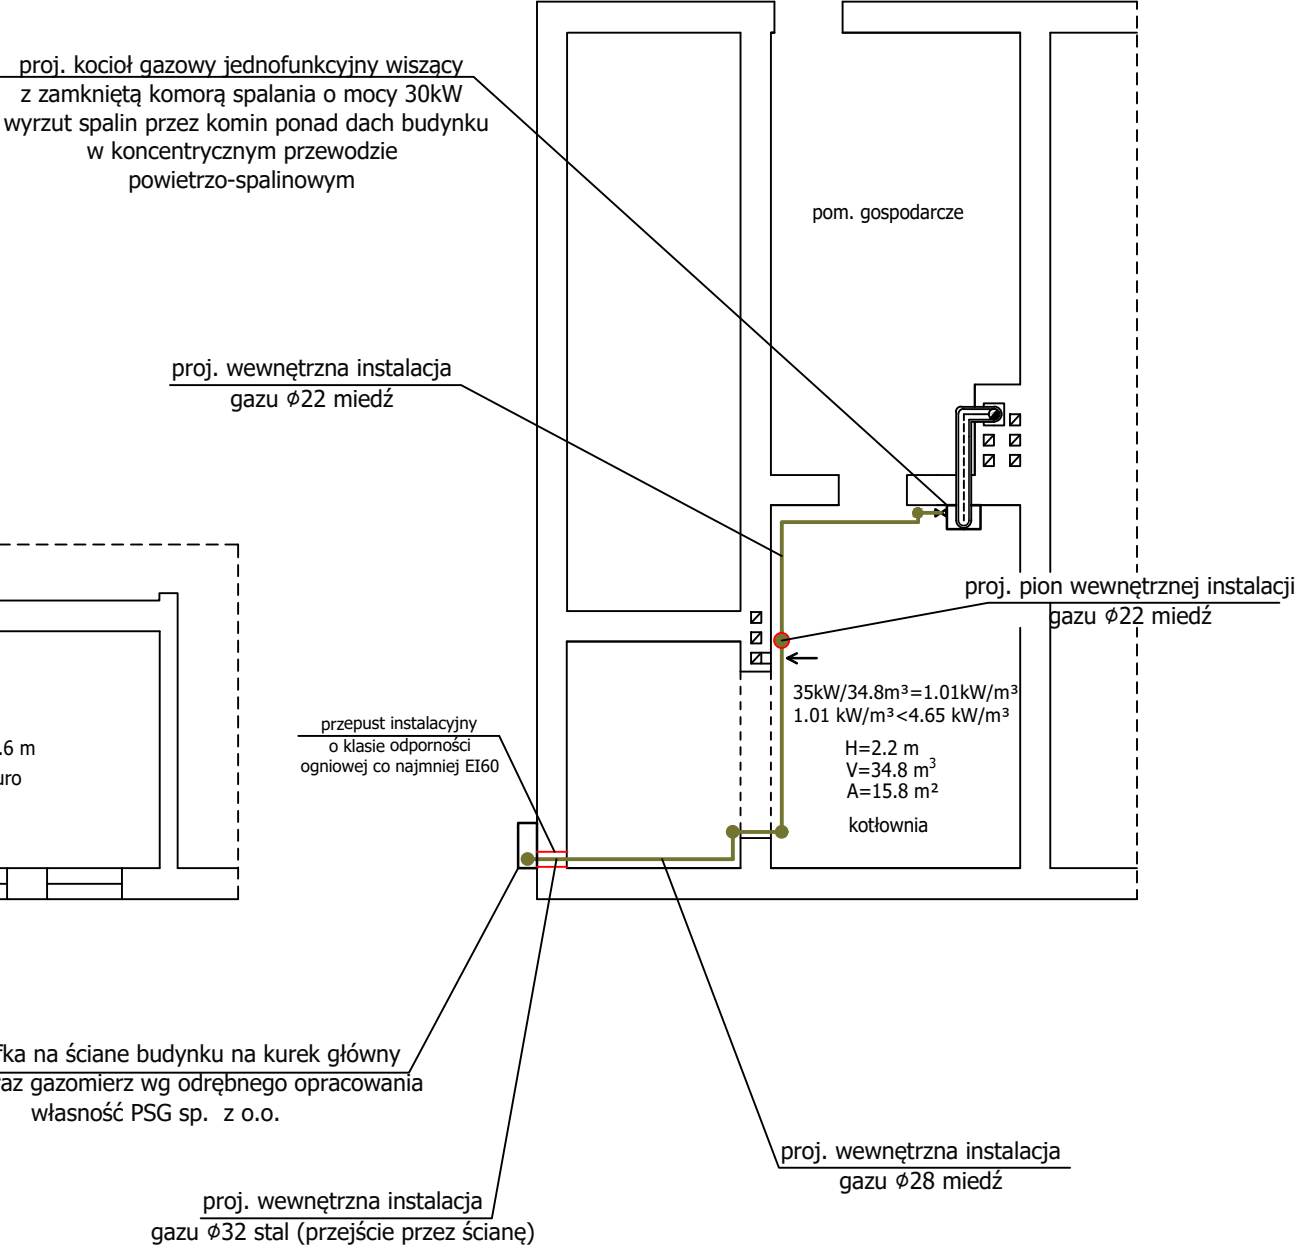 proj. kocioł gazowy jednofunkcyjny wiszący
z zamkniętą komorą spalania o mocy 30kW
wyrzut spalin przez komin ponad dach budynku
w koncentrycznym przewodzie
powietrzo-spalinowym
pom. gospodarcze
proj. wewnętrzna instalacja
gazu ⌀22 miedź
proj. pion wewnętrznej instalacji
gazu ⌀22 miedź
35kW/34.8m³=1.01kW/m³
1.01 kW/m³<4.65 kW/m³
H=2.2 m
V=34.8 m³
A=15.8 m²
kotłownia
przepust instalacyjny
o klasie odporności
ogniowej co najmniej EI60
.6 m
na ściane budynku na kurek główny
gazomierz wg odrębnego opracowania
własność PSG sp. z o.o.
proj. wewnętrzna instalacja
gazu ⌀28 miedź
proj. wewnętrzna instalacja
gazu ⌀32 stal (przejście przez ścianę)